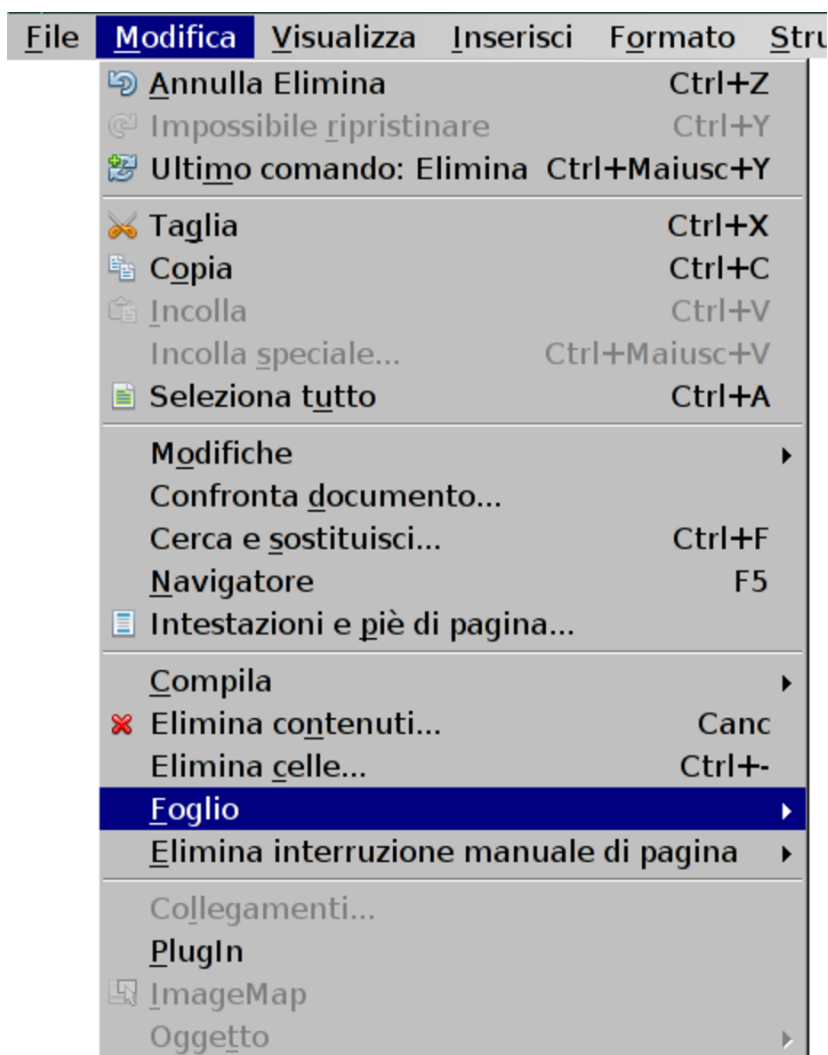 File Modifica Visualizza Inserisci Formato Stru
Annulla Elimina Ctrl+Z
Impossibile ripristinare Ctrl+Y
Ultimo comando: Elimina Ctrl+Maiusc+Y
Taglia Ctrl+X
Copia Ctrl+C
Incolla Ctrl+V
Incolla speciale... Ctrl+Maiusc+V
Seleziona tutto Ctrl+A
Modifiche
Confronta documento...
Cerca e sostituisci... Ctrl+F
Navigatore F5
Intestazioni e piè di pagina...
Compila
Elimina contenuti... Canc
Elimina celle... Ctrl+-
Foglio
Elimina interruzione manuale di pagina
Collegamenti...
PlugIn
ImageMap
Oggetto